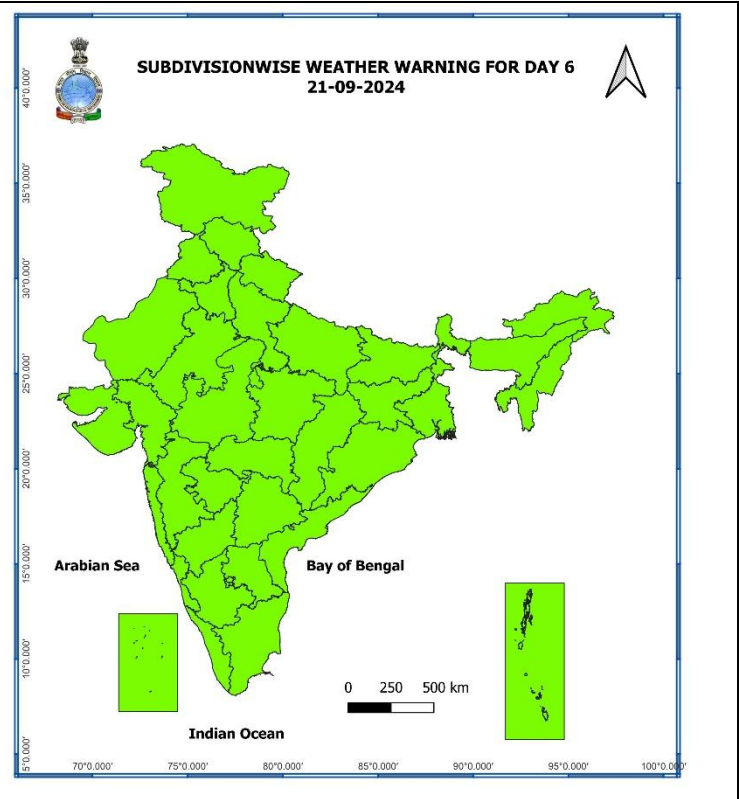 SUBDIVISIONWISE WEATHER WARNING FOR DAY 6
21-09-2024
40°0.000'
35°0.000'
30°0.000'
25°0.000'
20°0.000'
15°0.000'
10°0.000'
5°0.000'
Arabian Sea
Bay of Bengal
0 250 500 km
Indian Ocean
70°0.000' 75°0.000' 80°0.000' 85°0.000' 90°0.000' 95°0.000' 100°0.000'